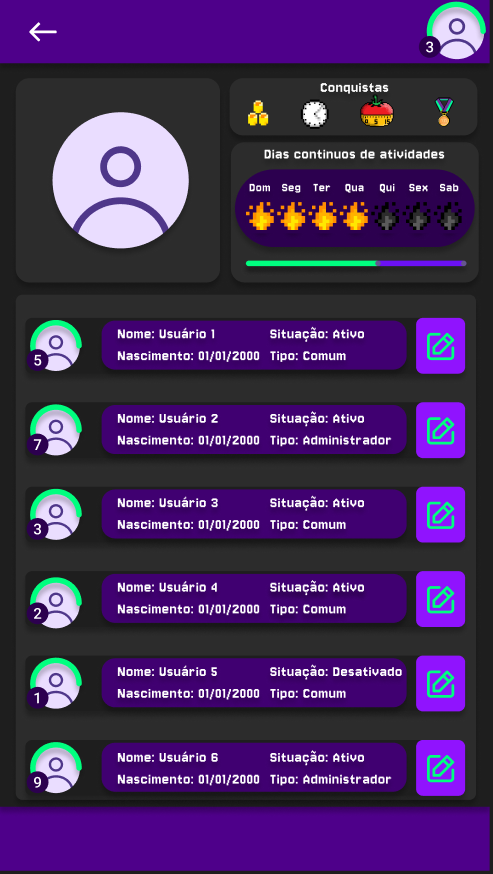 3
Conquistas
Dias continuos de atividades
Dom Seg Ter Qua Qui Sex Sab
Nome: Usuário 1 Situação: Ativo
5
Nascimento: 01/01/2000 Tipo: Comum
Nome: Usuário 2 Situação: Ativo
7
Nascimento: 01/01/2000 Tipo: Administrador
Nome: Usuário 3 Situação: Ativo
3
Nascimento: 01/01/2000 Tipo: Comum
Nome: Usuário 4 Situação: Ativo
2
Nascimento: 01/01/2000 Tipo: Comum
Nome: Usuário 5 Situação: Desativado
1
Nascimento: 01/01/2000 Tipo: Comum
Nome: Usuário 6 Situação: Ativo
9
Nascimento: 01/01/2000 Tipo: Administrador